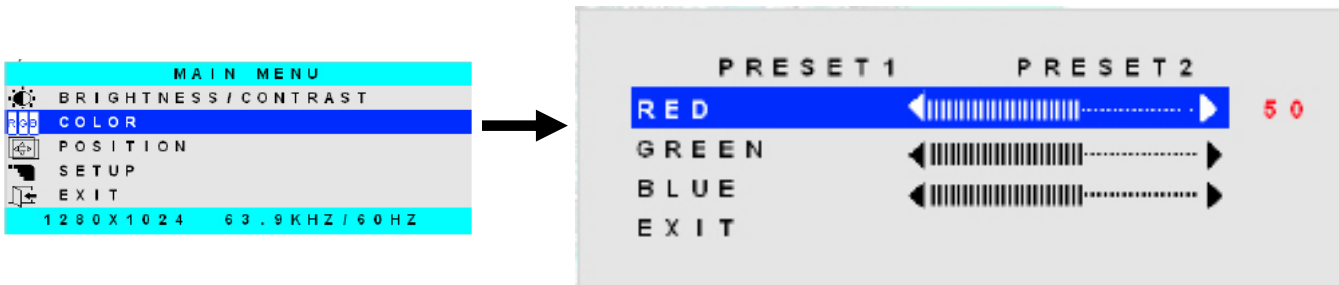 MAIN MENU
BRIGHTNESS/CONTRAST
RGB COLOR
POSITION
SETUP
EXIT
1280X1024 63.9KHZ/60HZ
PRESET1 PRESET2
RED 50
GREEN
BLUE
EXIT